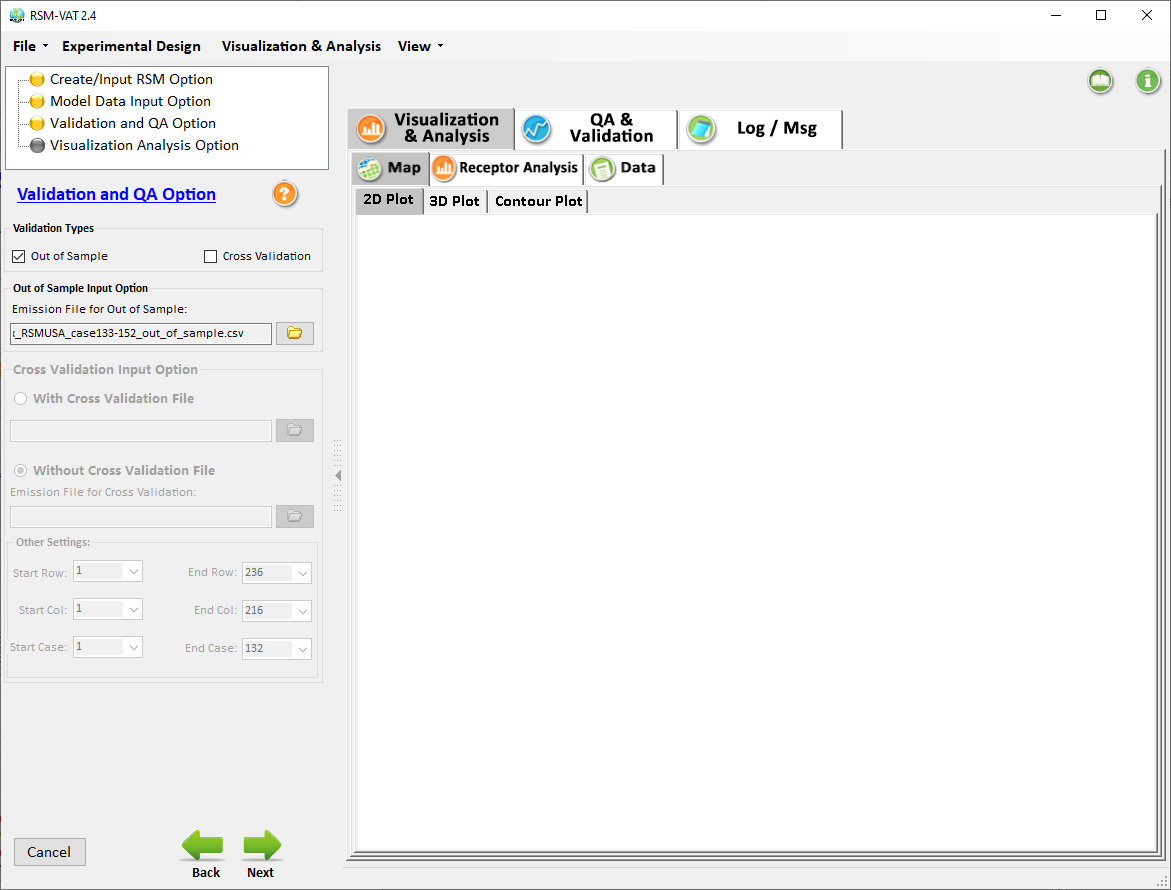 RSM-VAT 2.4
File Experimental Design Visualization & Analysis View
Create/Input RSM Option
Model Data Input Option
Validation and QA Option
Visualization Analysis Option
Validation and QA Option
?
Validation Types
Out of Sample Cross Validation
Out of Sample Input Option
Emission File for Out of Sample:
_RSMUSA_case133-152_out_of_sample.csv
Cross Validation Input Option
With Cross Validation File
Without Cross Validation File
Emission File for Cross Validation:
Other Settings:
Start Row: 1 End Row: 236
Start Col: 1 End Col: 216
Start Case: 1 End Case: 132
Cancel
Back Next
i
Visualization
& Analysis
QA &
Validation
Log / Msg
Map Receptor Analysis Data
2D Plot 3D Plot Contour Plot